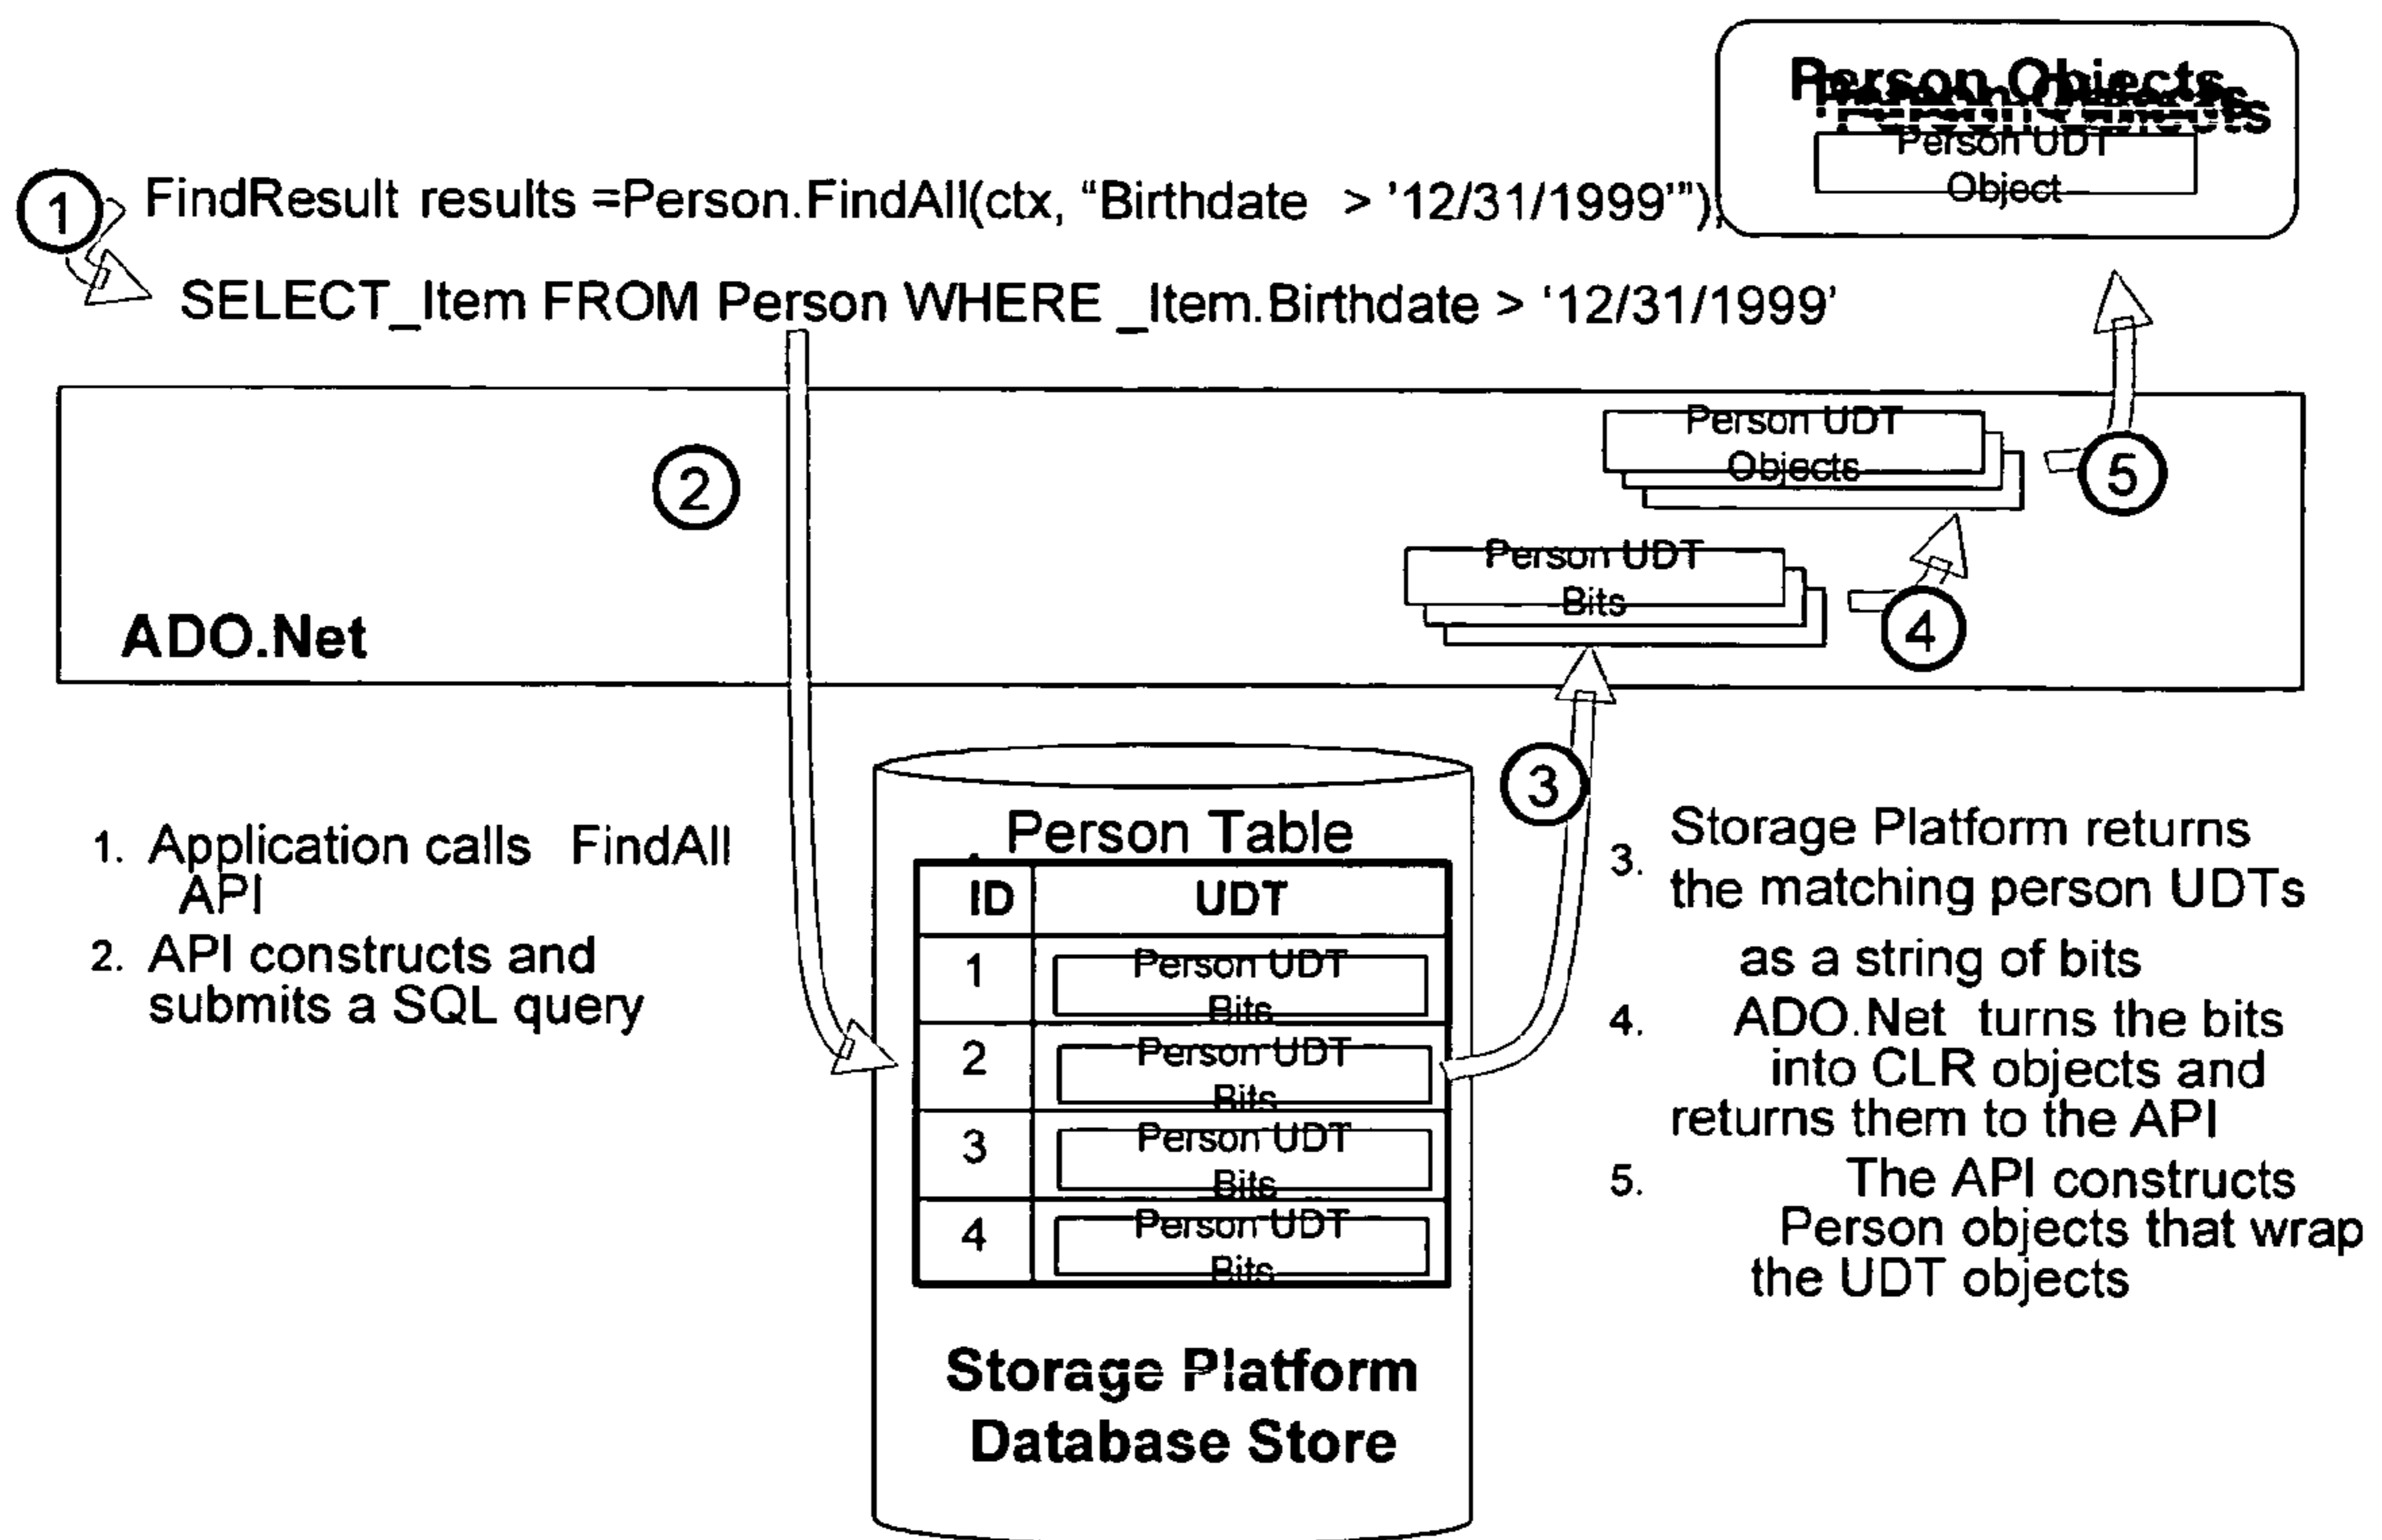 Person Objects
Person UDT
Object
1
FindResult results =Person.FindAll(ctx, “Birthdate > '12/31/1999'”);
SELECT_Item FROM Person WHERE _Item.Birthdate > ‘12/31/1999’
2
Person UDT
Objects
5
Person UDT
Bits
4
ADO.Net
3
1. Application calls FindAll
API
2. API constructs and
submits a SQL query
Person Table
ID UDT
1 Person UDT
Bits
2 Person UDT
Bits
3 Person UDT
Bits
4 Person UDT
Bits
Storage Platform
Database Store
3. Storage Platform returns
the matching person UDTs
as a string of bits
4. ADO.Net turns the bits
into CLR objects and
returns them to the API
5. The API constructs
Person objects that wrap
the UDT objects